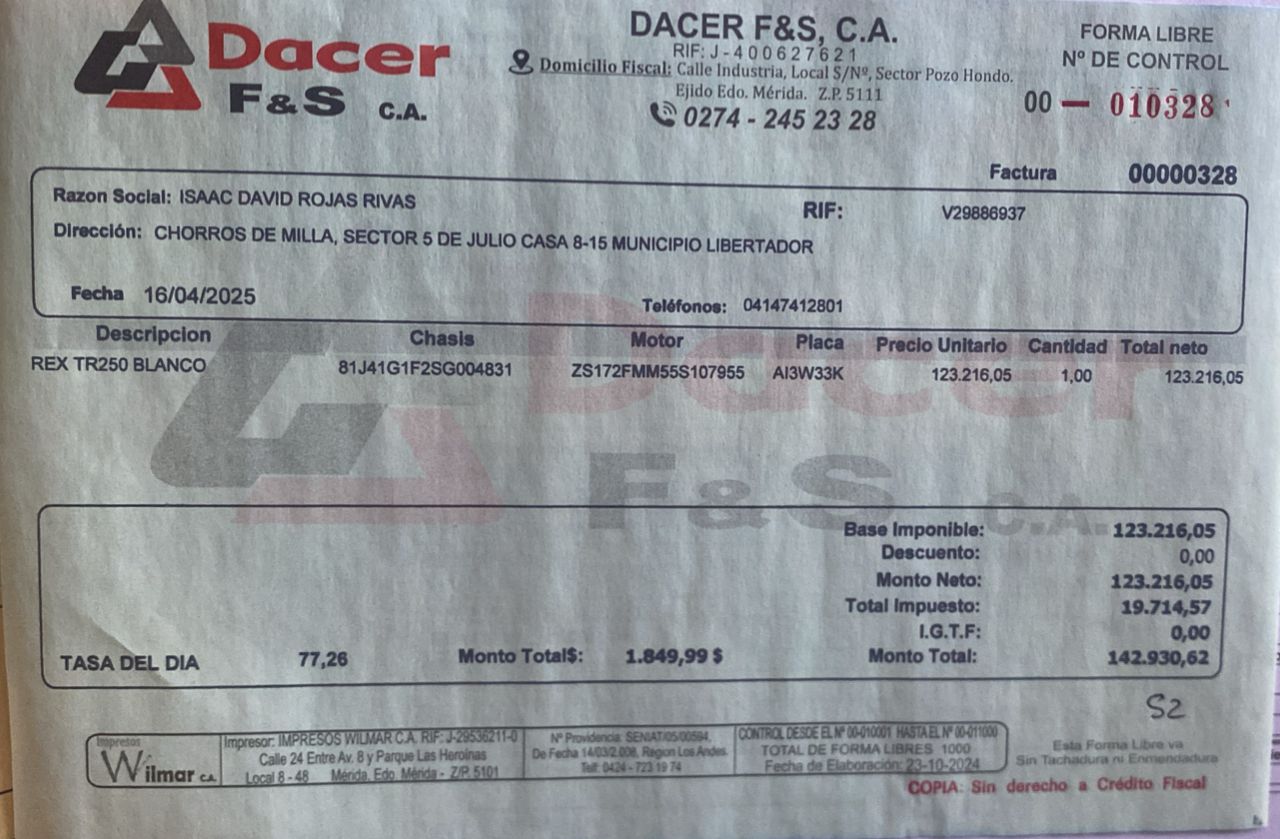 Dacer
F&S C.A.
DACER F&S, C.A.
RIF: J-400627621
Domicilio Fiscal: Calle Industria, Local S/Nº, Sector Pozo Hondo.
Ejido Edo. Mérida. Z.P. 5111
0274 - 245 23 28
FORMA LIBRE
Nº DE CONTROL
00 — 010328
Factura 00000328
Razon Social: ISAAC DAVID ROJAS RIVAS
RIF: V29886937
Dirección: CHORROS DE MILLA, SECTOR 5 DE JULIO CASA 8-15 MUNICIPIO LIBERTADOR
Fecha 16/04/2025
Teléfonos: 04147412801
Descripcion Chasis Motor Placa Precio Unitario Cantidad Total neto
REX TR250 BLANCO 81J41G1F2SG004831 ZS172FMM55S107955 AI3W33K 123.216,05 1,00 123.216,05
Dacer
F&S C.A.
Base Imponible: 123.216,05
Descuento: 0,00
Monto Neto: 123.216,05
Total Impuesto: 19.714,57
I.G.T.F: 0,00
TASA DEL DIA 77,26 Monto Total$: 1.849,99 $ Monto Total: 142.930,62
S2
Impresos
Wilmar C.A.
Impresor: IMPRESOS WILMAR C.A. RIF: J-29536211-0
Calle 24 Entre Av. 8 y Parque Las Heroinas
Local 8 - 48 Mérida, Edo. Mérida - Z/P. 5101
Nº Providencia: SENIAT/05/00594.
De Fecha 14/03/2.008, Region Los Andes.
Telf: 0424 - 723 19 74
CONTROL DESDE EL Nº 00-010001 HASTA EL Nº 00-011000
TOTAL DE FORMA LIBRES 1000
Fecha de Elaboración: 23-10-2024
Esta Forma Libre va
Sin Tachadura ni Enmendadura
COPIA: Sin derecho a Crédito Fiscal